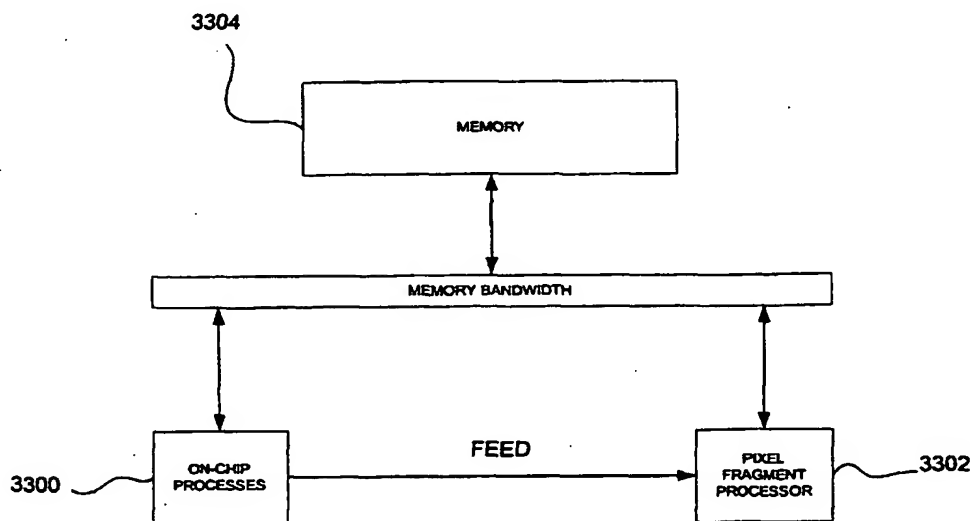 3304
MEMORY
MEMORY BANDWIDTH
3300
ON-CHIP
PROCESSES
FEED
PIXEL
FRAGMENT
PROCESSOR
3302